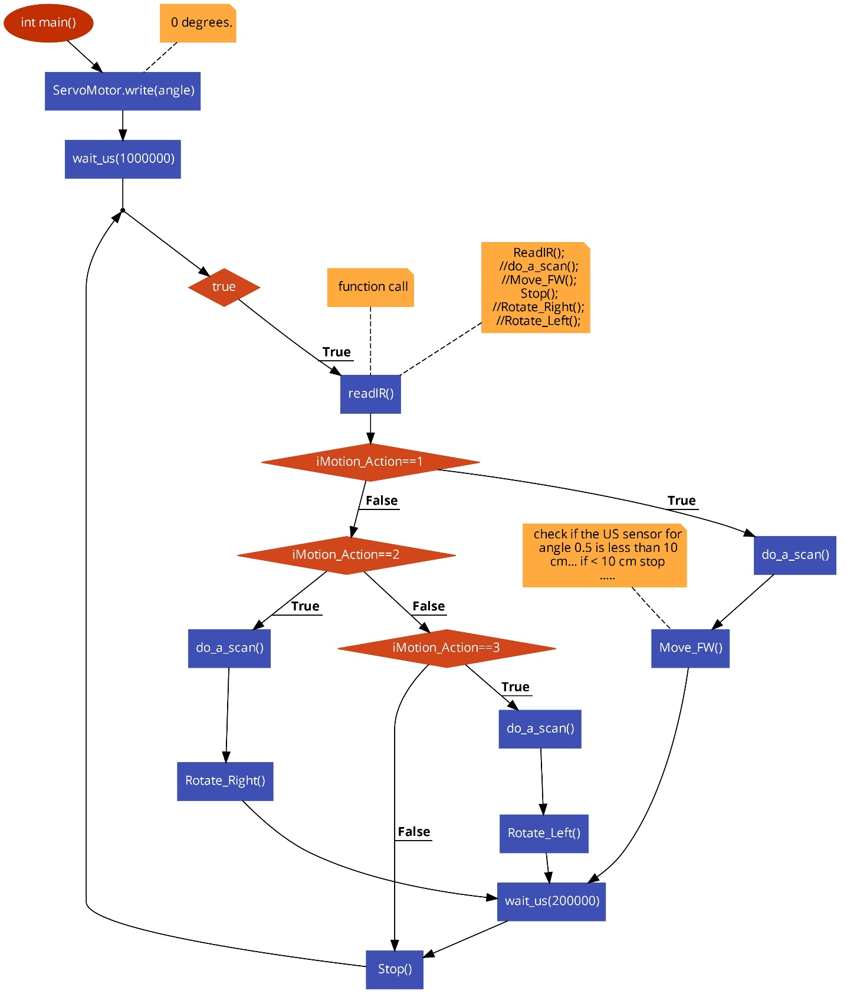 int main()
0 degrees.
ServoMotor.write(angle)
wait_us(1000000)
true
function call
ReadIR();
//do_a_scan();
//Move_FW();
Stop();
//Rotate_Right();
//Rotate_Left();
True
readIR()
iMotion_Action==1
False
True
iMotion_Action==2
check if the US sensor for
angle 0.5 is less than 10
cm... if < 10 cm stop
.....
do_a_scan()
True
False
do_a_scan()
iMotion_Action==3
Move_FW()
True
do_a_scan()
Rotate_Right()
False
Rotate_Left()
wait_us(200000)
Stop()